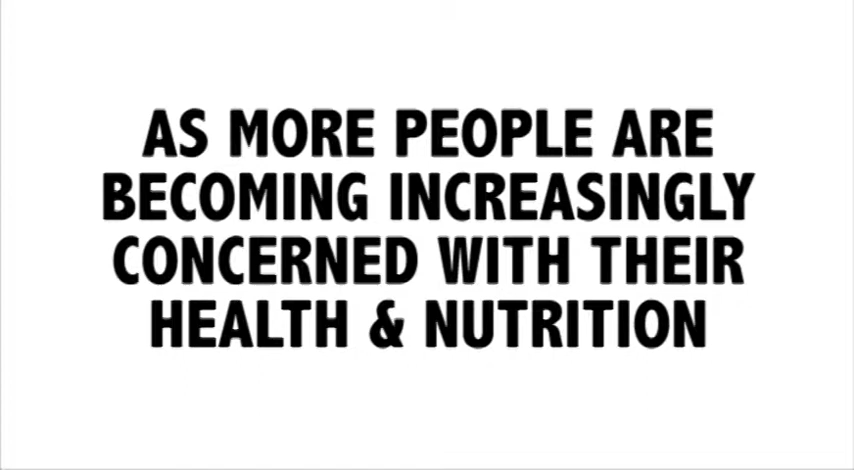 AS MORE PEOPLE ARE
BECOMING INCREASINGLY
CONCERNED WITH THEIR
HEALTH & NUTRITION